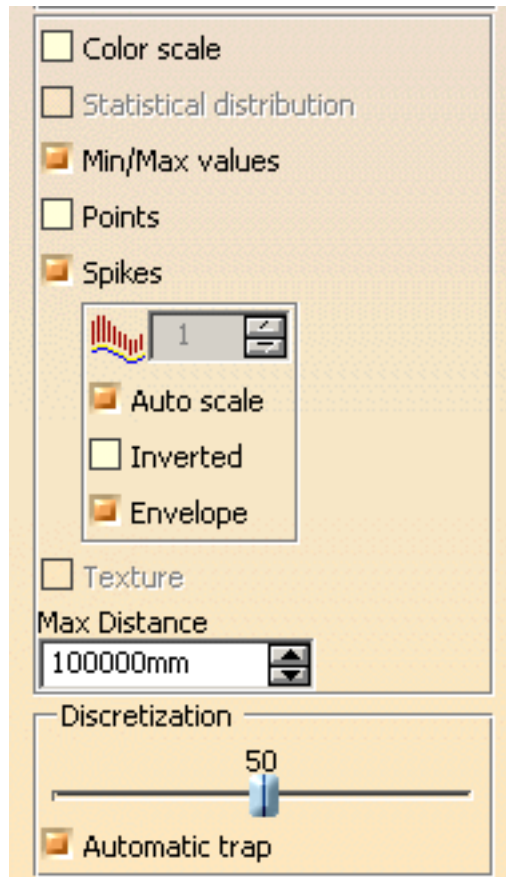 Color scale
Statistical distribution
Min/Max values
Points
Spikes
1
Auto scale
Inverted
Envelope
Texture
Max Distance
100000mm
Discretization
50
Automatic trap